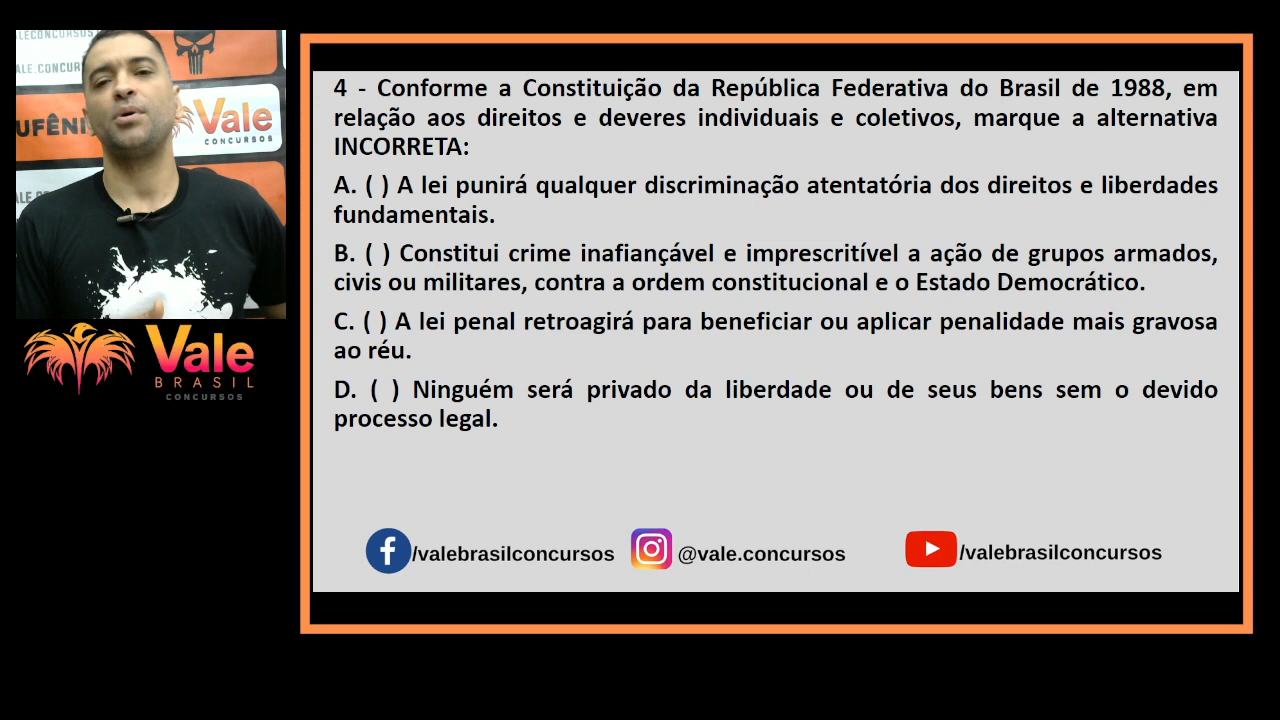 LECONCURSOS
ALE.CONCUR
UFÊNI
Vale
CONCURSOS
Vale
BRASIL
CONCURSOS
4 - Conforme a Constituição da República Federativa do Brasil de 1988, em
relação aos direitos e deveres individuais e coletivos, marque a alternativa
INCORRETA:
A. ( ) A lei punirá qualquer discriminação atentatória dos direitos e liberdades
fundamentais.
B. ( ) Constitui crime inafiançável e imprescritível a ação de grupos armados,
civis ou militares, contra a ordem constitucional e o Estado Democrático.
C. ( ) A lei penal retroagirá para beneficiar ou aplicar penalidade mais gravosa
ao réu.
D. ( ) Ninguém será privado da liberdade ou de seus bens sem o devido
processo legal.
/valebrasilconcursos
@vale.concursos
/valebrasilconcursos